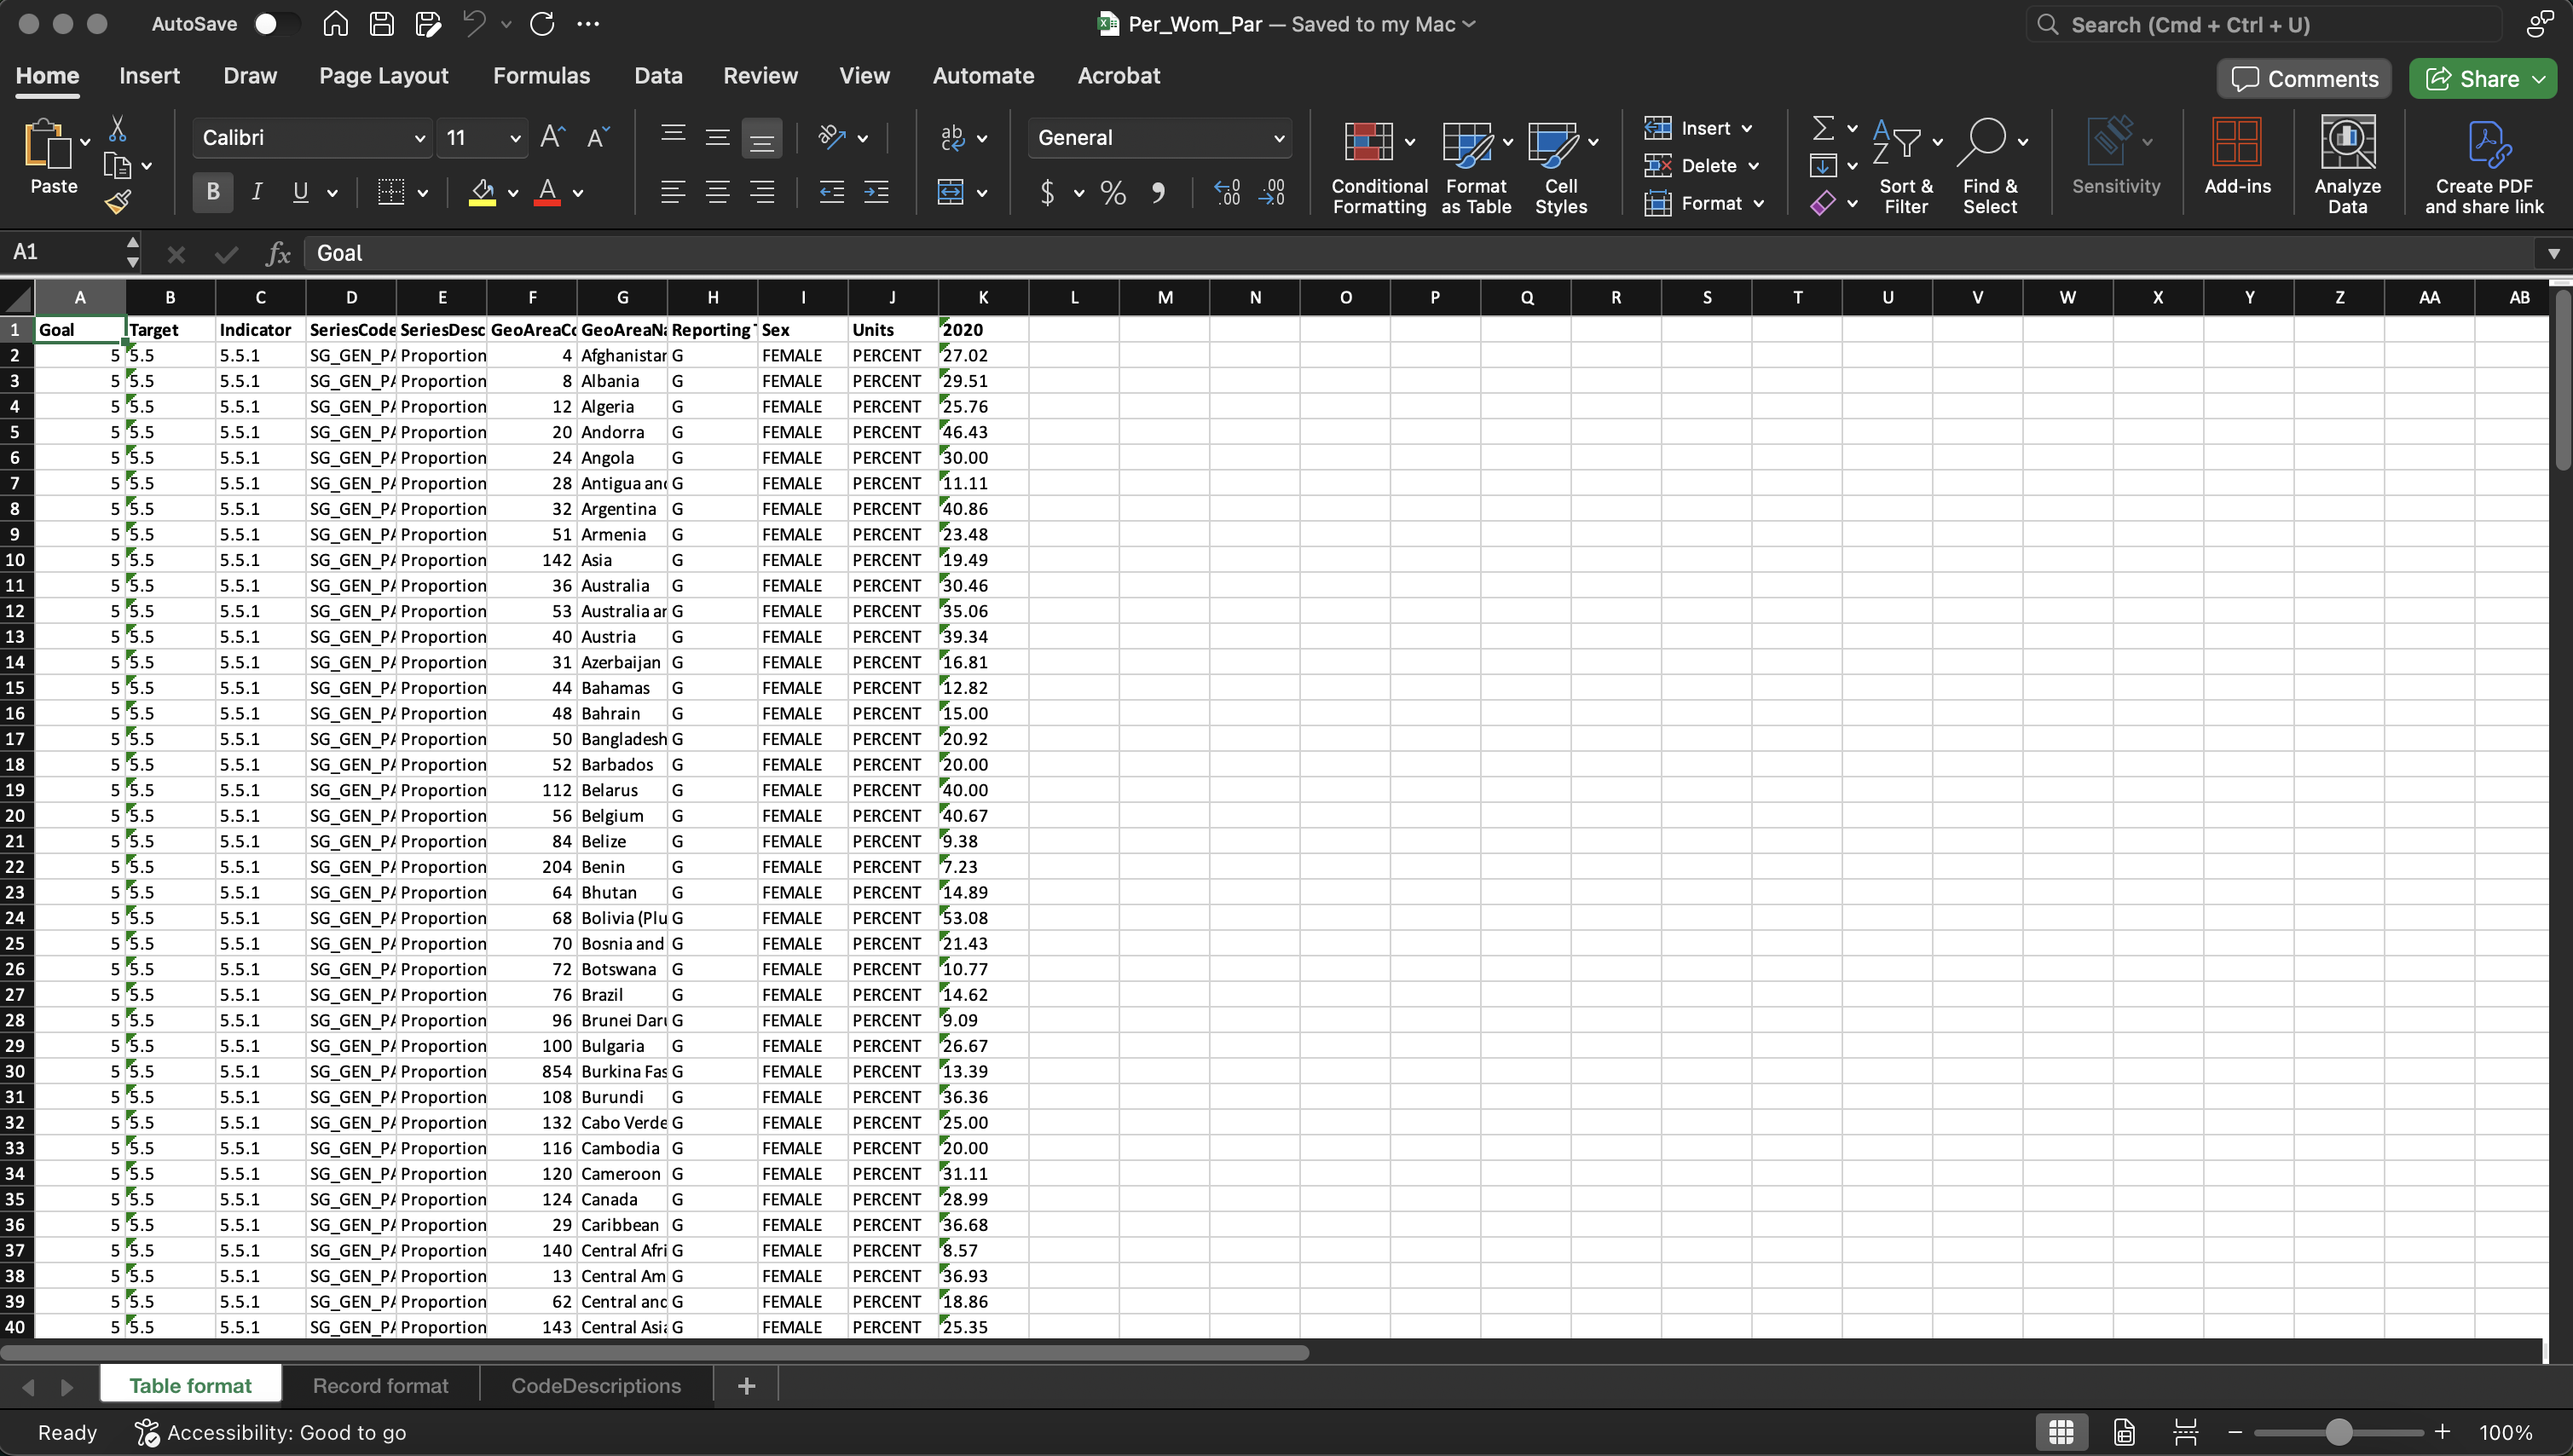 AutoSave
Per_Wom_Par — Saved to my Mac
Search (Cmd + Ctrl + U)
Home Insert Draw Page Layout Formulas Data Review View Automate Acrobat
Comments Share
Paste
Calibri 11
B I U
General
Conditional Formatting
Format as Table
Cell Styles
Insert
Delete
Format
Sort & Filter
Find & Select
Sensitivity
Add-ins
Analyze Data
Create PDF and share link
A1 fx Goal
A B C D E F G H I J K L M N O P Q R S T U V W X Y Z AA AB
1 Goal Target Indicator SeriesCode SeriesDesc GeoAreaCo GeoAreaNa Reporting Sex Units 2020
2 5 5.5 5.5.1 SG_GEN_PA Proportion 4 Afghanistan G FEMALE PERCENT 27.02
3 5 5.5 5.5.1 SG_GEN_PA Proportion 8 Albania G FEMALE PERCENT 29.51
4 5 5.5 5.5.1 SG_GEN_PA Proportion 12 Algeria G FEMALE PERCENT 25.76
5 5 5.5 5.5.1 SG_GEN_PA Proportion 20 Andorra G FEMALE PERCENT 46.43
6 5 5.5 5.5.1 SG_GEN_PA Proportion 24 Angola G FEMALE PERCENT 30.00
7 5 5.5 5.5.1 SG_GEN_PA Proportion 28 Antigua and G FEMALE PERCENT 11.11
8 5 5.5 5.5.1 SG_GEN_PA Proportion 32 Argentina G FEMALE PERCENT 40.86
9 5 5.5 5.5.1 SG_GEN_PA Proportion 51 Armenia G FEMALE PERCENT 23.48
10 5 5.5 5.5.1 SG_GEN_PA Proportion 142 Asia G FEMALE PERCENT 19.49
11 5 5.5 5.5.1 SG_GEN_PA Proportion 36 Australia G FEMALE PERCENT 30.46
12 5 5.5 5.5.1 SG_GEN_PA Proportion 53 Australia an G FEMALE PERCENT 35.06
13 5 5.5 5.5.1 SG_GEN_PA Proportion 40 Austria G FEMALE PERCENT 39.34
14 5 5.5 5.5.1 SG_GEN_PA Proportion 31 Azerbaijan G FEMALE PERCENT 16.81
15 5 5.5 5.5.1 SG_GEN_PA Proportion 44 Bahamas G FEMALE PERCENT 12.82
16 5 5.5 5.5.1 SG_GEN_PA Proportion 48 Bahrain G FEMALE PERCENT 15.00
17 5 5.5 5.5.1 SG_GEN_PA Proportion 50 Bangladesh G FEMALE PERCENT 20.92
18 5 5.5 5.5.1 SG_GEN_PA Proportion 52 Barbados G FEMALE PERCENT 20.00
19 5 5.5 5.5.1 SG_GEN_PA Proportion 112 Belarus G FEMALE PERCENT 40.00
20 5 5.5 5.5.1 SG_GEN_PA Proportion 56 Belgium G FEMALE PERCENT 40.67
21 5 5.5 5.5.1 SG_GEN_PA Proportion 84 Belize G FEMALE PERCENT 9.38
22 5 5.5 5.5.1 SG_GEN_PA Proportion 204 Benin G FEMALE PERCENT 7.23
23 5 5.5 5.5.1 SG_GEN_PA Proportion 64 Bhutan G FEMALE PERCENT 14.89
24 5 5.5 5.5.1 SG_GEN_PA Proportion 68 Bolivia (Plu G FEMALE PERCENT 53.08
25 5 5.5 5.5.1 SG_GEN_PA Proportion 70 Bosnia and G FEMALE PERCENT 21.43
26 5 5.5 5.5.1 SG_GEN_PA Proportion 72 Botswana G FEMALE PERCENT 10.77
27 5 5.5 5.5.1 SG_GEN_PA Proportion 76 Brazil G FEMALE PERCENT 14.62
28 5 5.5 5.5.1 SG_GEN_PA Proportion 96 Brunei Daru G FEMALE PERCENT 9.09
29 5 5.5 5.5.1 SG_GEN_PA Proportion 100 Bulgaria G FEMALE PERCENT 26.67
30 5 5.5 5.5.1 SG_GEN_PA Proportion 854 Burkina Fas G FEMALE PERCENT 13.39
31 5 5.5 5.5.1 SG_GEN_PA Proportion 108 Burundi G FEMALE PERCENT 36.36
32 5 5.5 5.5.1 SG_GEN_PA Proportion 132 Cabo Verde G FEMALE PERCENT 25.00
33 5 5.5 5.5.1 SG_GEN_PA Proportion 116 Cambodia G FEMALE PERCENT 20.00
34 5 5.5 5.5.1 SG_GEN_PA Proportion 120 Cameroon G FEMALE PERCENT 31.11
35 5 5.5 5.5.1 SG_GEN_PA Proportion 124 Canada G FEMALE PERCENT 28.99
36 5 5.5 5.5.1 SG_GEN_PA Proportion 29 Caribbean G FEMALE PERCENT 36.68
37 5 5.5 5.5.1 SG_GEN_PA Proportion 140 Central Afri G FEMALE PERCENT 8.57
38 5 5.5 5.5.1 SG_GEN_PA Proportion 13 Central Am G FEMALE PERCENT 36.93
39 5 5.5 5.5.1 SG_GEN_PA Proportion 62 Central and G FEMALE PERCENT 18.86
40 5 5.5 5.5.1 SG_GEN_PA Proportion 143 Central Asia G FEMALE PERCENT 25.35
Table format Record format CodeDescriptions +
Ready Accessibility: Good to go 100%